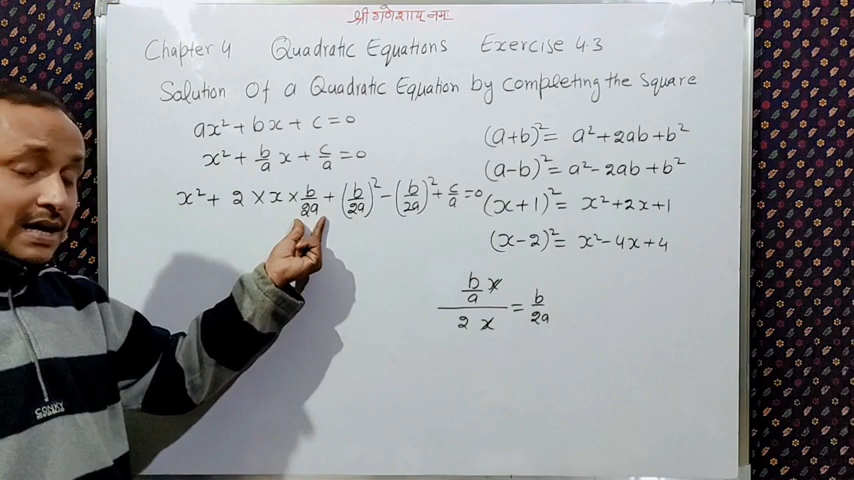 श्री गणेशाय नमः
Chapter 4 Quadratic Equations Exercise 4.3
Solution Of a Quadratic Equation by completing the Square
ax² + bx + c = 0
x² + b/a x + c/a = 0
x² + 2 × x × b/2a + (b/2a)² - (b/2a)² + c/a = 0
(a+b)² = a² + 2ab + b²
(a-b)² = a² - 2ab + b²
(x+1)² = x² + 2x + 1
(x-2)² = x² - 4x + 4
b/a x / 2 x = b/2a
CONKY